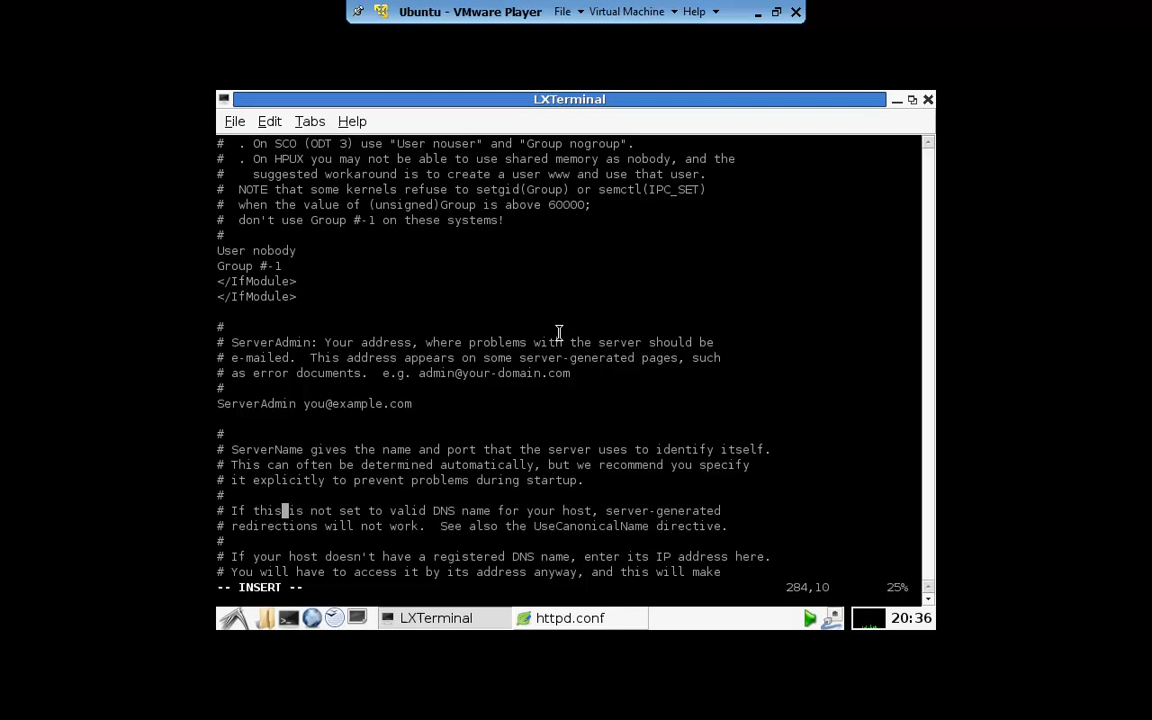 Ubuntu - VMware Player File Virtual Machine Help
LXTerminal
File Edit Tabs Help
#  . On SCO (ODT 3) use "User nouser" and "Group nogroup".
#  . On HPUX you may not be able to use shared memory as nobody, and the
#    suggested workaround is to create a user www and use that user.
#  NOTE that some kernels refuse to setgid(Group) or semctl(IPC_SET)
#  when the value of (unsigned)Group is above 60000;
#  don't use Group #-1 on these systems!
#
User nobody
Group #-1
</IfModule>
</IfModule>
#
# ServerAdmin: Your address, where problems with the server should be
# e-mailed.  This address appears on some server-generated pages, such
# as error documents.  e.g. admin@your-domain.com
#
ServerAdmin you@example.com
#
# ServerName gives the name and port that the server uses to identify itself.
# This can often be determined automatically, but we recommend you specify
# it explicitly to prevent problems during startup.
#
# If this is not set to valid DNS name for your host, server-generated
# redirections will not work.  See also the UseCanonicalName directive.
#
# If your host doesn't have a registered DNS name, enter its IP address here.
# You will have to access it by its address anyway, and this will make
-- INSERT -- 284,10 25%
LXTerminal httpd.conf 20:36